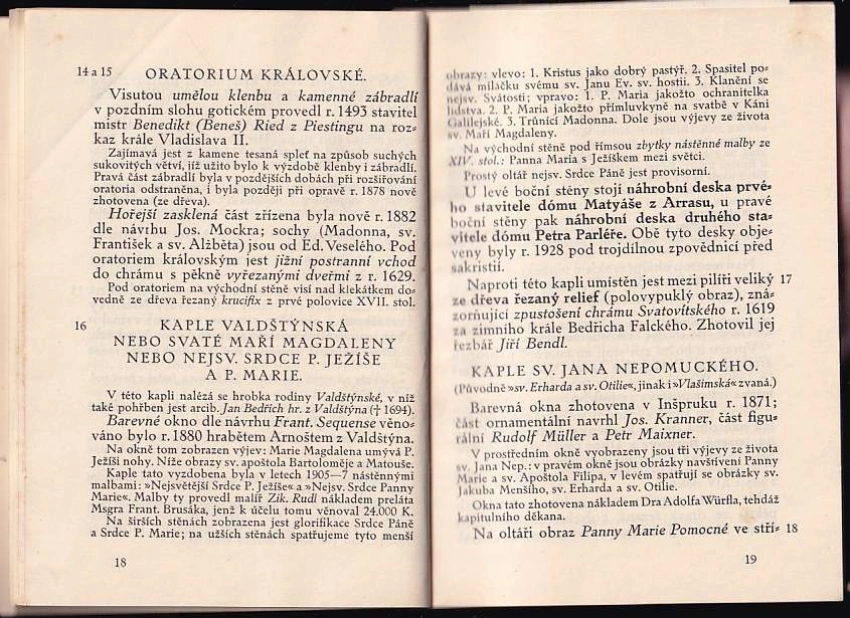 14 a 15 ORATORIUM KRÁLOVSKÉ.
Visutou umělou klenbu a kamenné zábradlí
v pozdním slohu gotickém provedl r. 1493 stavitel
mistr Benedikt (Beneš) Ried z Piestingu na roz-
kaz krále Vladislava II.
Zajímavá jest z kamene tesaná spleť na způsob suchých
sukovitých větví, jíž užito bylo k výzdobě klenby i zábradlí.
Pravá část zábradlí byla v pozdějších dobách při rozšiřování
oratoria odstraněna, i byla později při opravě r. 1878 nově
zhotovena (ze dřeva).
Hořejší zasklená část zřízena byla nově r. 1882
dle návrhu Jos. Mockra; sochy (Madonna, sv.
František a sv. Alžběta) jsou od Ed. Veselého. Pod
oratoriem královským jest jižní postranní vchod
do chrámu s pěkně vyřezanými dveřmi z r. 1629.
Pod oratoriem na východní stěně visí nad klekátkem do-
vedně ze dřeva řezaný krucifix z prvé polovice XVII. stol.
16 KAPLE VALDŠTÝNSKÁ
NEBO SVATÉ MAŘÍ MAGDALENY
NEBO NEJSV. SRDCE P. JEŽÍŠE
A P. MARIE.
V této kapli nalézá se hrobka rodiny Valdštýnské, v níž
také pohřben jest arcib. Jan Bedřich hr. z Valdštýna († 1694).
Barevné okno dle návrhu Frant. Sequense věno-
váno bylo r. 1880 hrabětem Arnoštem z Valdštýna.
Na okně tom zobrazen výjev: Marie Magdalena umývá P.
Ježíši nohy. Níže obrazy sv. apoštola Bartoloměje a Matouše.
Kaple tato vyzdobena byla v letech 1905—7 nástěnnými
malbami: »Nejsvětější Srdce P. Ježíše« a »Nejsv. Srdce Panny
Marie«. Malby ty provedl malíř Zik. Rudl nákladem preláta
Msgra Frant. Brusáka, jenž k účelu tomu věnoval 24.000 K.
Na širších stěnách zobrazena jest glorifikace Srdce Páně
a Srdce P. Marie; na užších stěnách spatřujeme tyto menší
18
obrazy: vlevo: 1. Kristus jako dobrý pastýř. 2. Spasitel po-
dává miláčku svému sv. Janu Ev. sv. hostii. 3. Klanění se
nejsv. Svátosti; vpravo: 1. P. Maria jakožto ochranitelka
lidstva. 2. P. Maria jakožto přímluvkyně na svatbě v Káni
Galilejské. 3. Trůnící Madonna. Dole jsou výjevy ze života
sv. Maří Magdaleny.
Na východní stěně pod římsou zbytky nástěnné malby ze
XIV. stol.: Panna Maria s Ježíškem mezi světci.
Prostý oltář nejsv. Srdce Páně jest provisorní.
U levé boční stěny stojí náhrobní deska prvé-
ho stavitele dómu Matyáše z Arrasu, u pravé
boční stěny pak náhrobní deska druhého sta-
vitele dómu Petra Parléře. Obě tyto desky obje-
veny byly r. 1928 pod trojdílnou zpovědnicí před
sakristií.
Naproti této kapli umístěn jest mezi pilíři veliký 17
ze dřeva řezaný relief (polovypuklý obraz), zná-
zorňující zpustošení chrámu Svatovítského r. 1619
za zimního krále Bedřicha Falckého. Zhotovil jej
řezbář Jiří Bendl.
KAPLE SV. JANA NEPOMUCKÉHO.
(Původně »sv. Erharda a sv. Otilie«, jinak i »Vlašimská« zvaná.)
Barevná okna zhotovena v Inšpruku r. 1871;
část ornamentální navrhl Jos. Kranner, část figu-
rální Rudolf Müller a Petr Maixner.
V prostředním okně vyobrazeny jsou tři výjevy ze života
sv. Jana Nep.: v pravém okně jsou obrázky navštívení Panny
Marie a sv. Apoštola Filipa, v levém spatřují se obrázky sv.
Jakuba Menšího, sv. Erharda a sv. Otilie.
Okna tato zhotovena nákladem Dra Adolfa Würfla, tehdáž
kapitulního děkana.
Na oltáři obraz Panny Marie Pomocné ve stří- 18
19